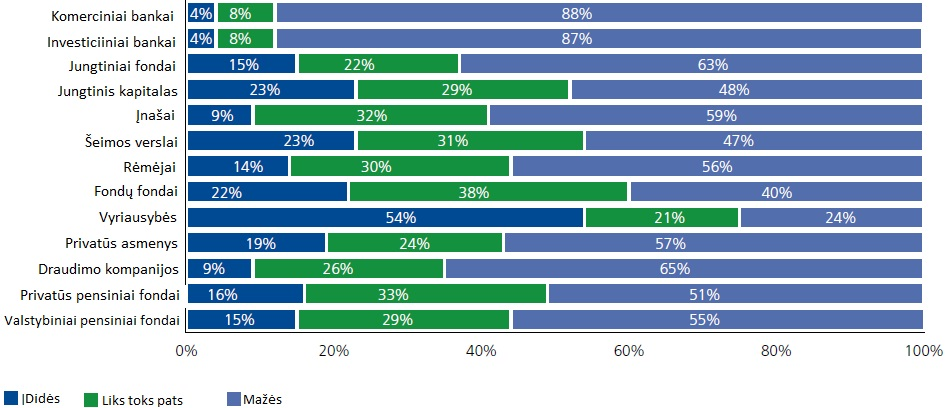 Komerciniai bankai 4% 8% 88%
Investiciiniai bankai 4% 8% 87%
Jungtiniai fondai 15% 22% 63%
Jungtinis kapitalas 23% 29% 48%
Įnašai 9% 32% 59%
Šeimos verslai 23% 31% 47%
Rėmėjai 14% 30% 56%
Fondų fondai 22% 38% 40%
Vyriausybės 54% 21% 24%
Privatūs asmenys 19% 24% 57%
Draudimo kompanijos 9% 26% 65%
Privatūs pensiniai fondai 16% 33% 51%
Valstybiniai pensiniai fondai 15% 29% 55%
0% 20% 40% 60% 80% 100%
ĮDidės Liks toks pats Mažės